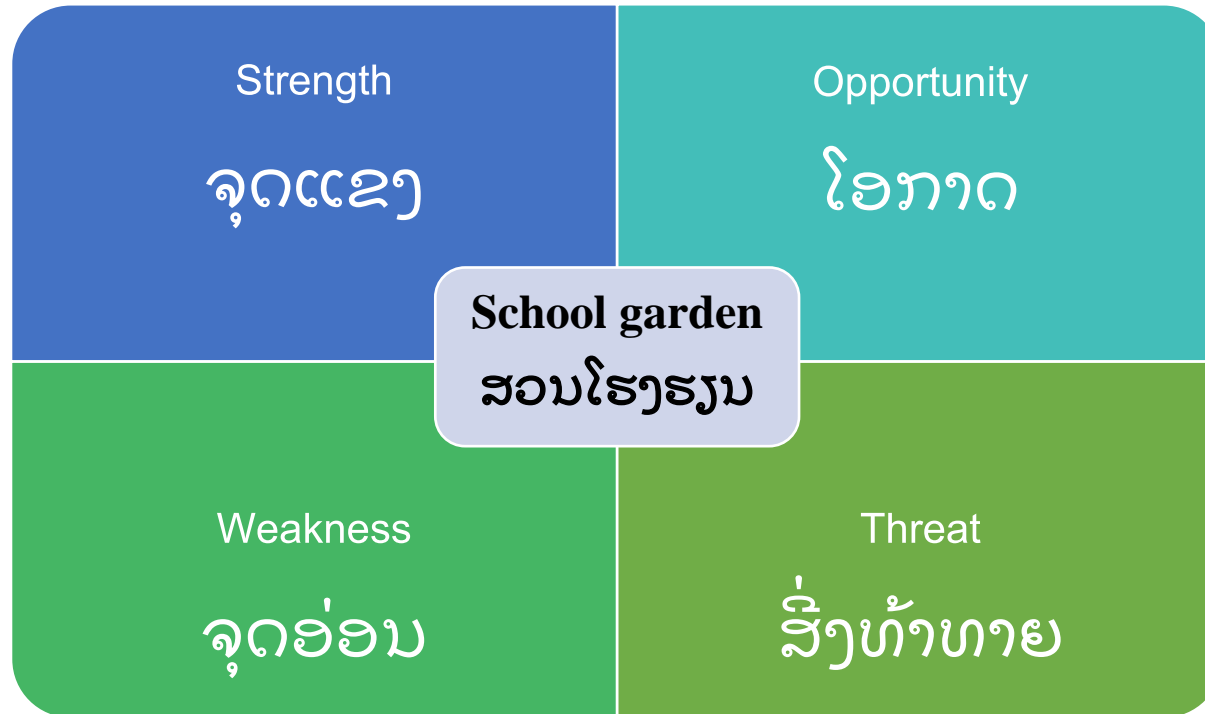 Strength
ຈຸດແຂງ
Opportunity
ໂອກາດ
School garden
ສວນໂຮງຮຽນ
Weakness
ຈຸດອ່ອນ
Threat
ສິ່ງທ້າທາຍ